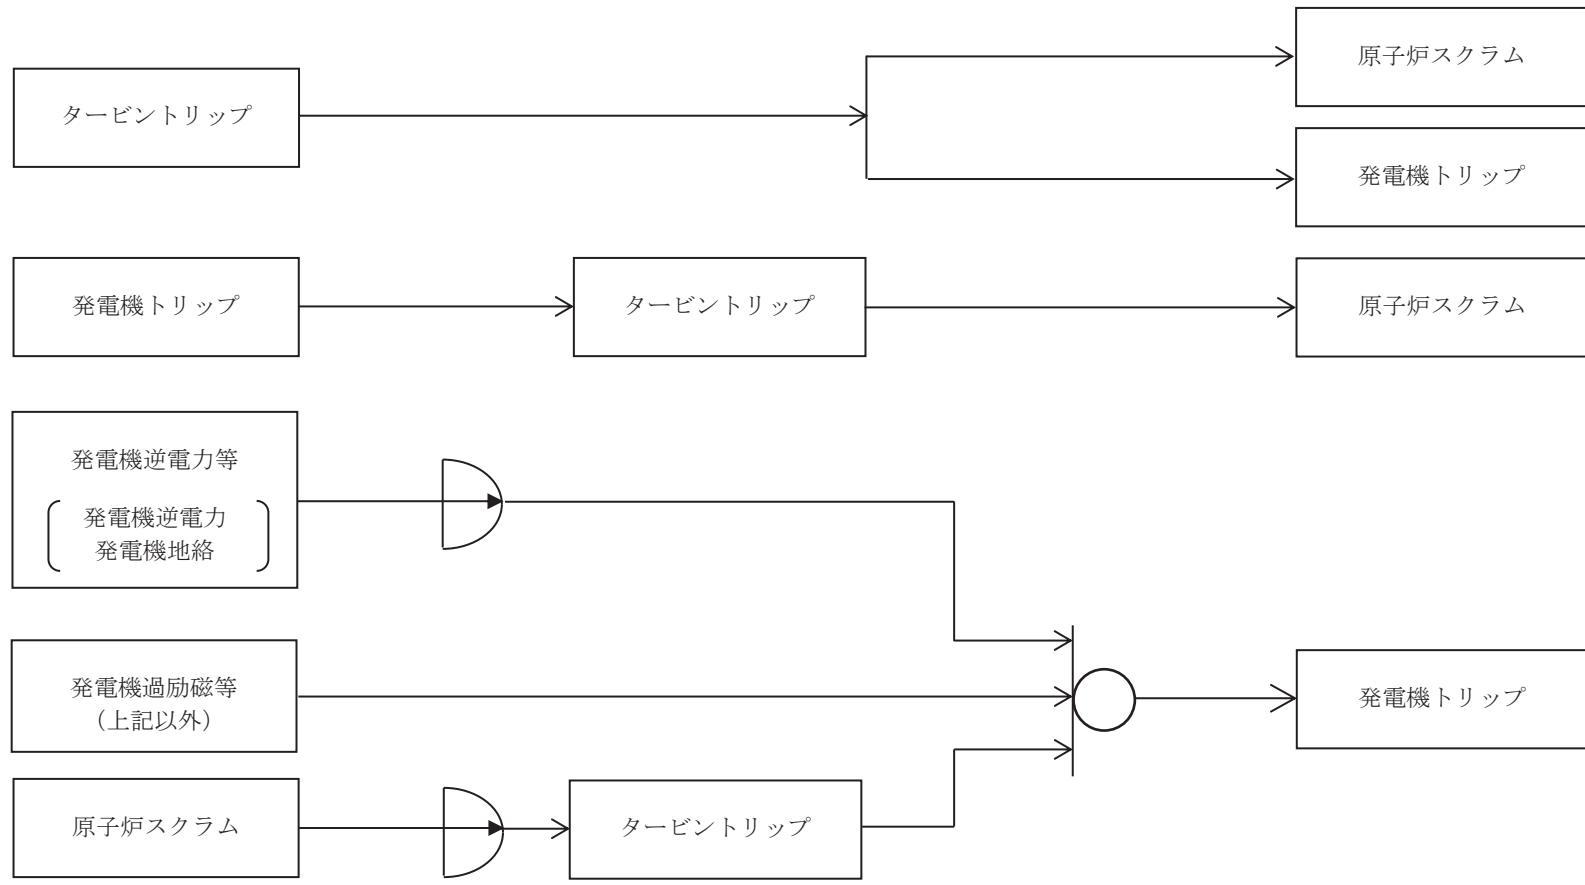 タービントリップ
原子炉スクラム
発電機トリップ
発電機トリップ
タービントリップ
原子炉スクラム
発電機逆電力等
発電機逆電力
発電機地絡
発電機過励磁等
（上記以外）
発電機トリップ
原子炉スクラム
タービントリップ